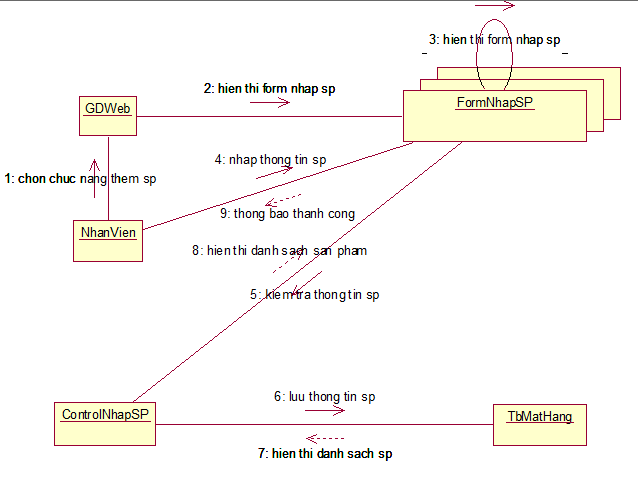 3: hien thi form nhap sp
2: hien thi form nhap sp
GDWeb
FormNhapSP
4: nhap thong tin sp
1: chon chuc nang them sp
9: thong bao thanh cong
NhanVien
8: hien thi danh sach san pham
5: kiem tra thong tin sp
6: luu thong tin sp
ControlNhapSP
TbMatHang
7: hien thi danh sach sp